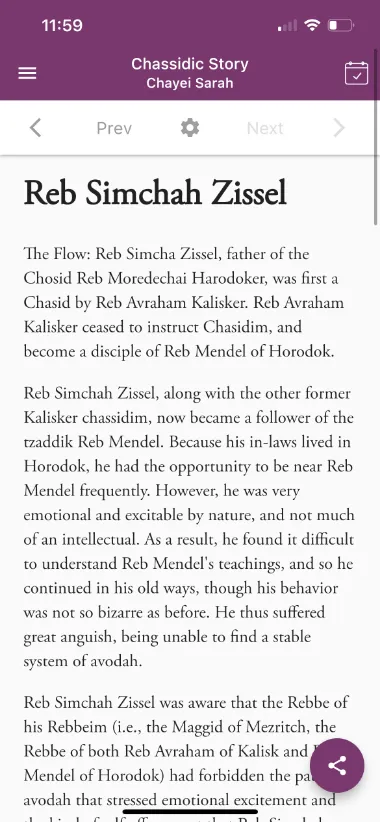 11:59
Chassidic Story
Chayei Sarah
Prev
Next
Reb Simchah Zissel
The Flow: Reb Simcha Zissel, father of the
Chosid Reb Moredechai Harodoker, was first a
Chasid by Reb Avraham Kalisker. Reb Avraham
Kalisker ceased to instruct Chasidim, and
become a disciple of Reb Mendel of Horodok.
Reb Simchah Zissel, along with the other former
Kalisker chassidim, now became a follower of the
tzaddik Reb Mendel. Because his in-laws lived in
Horodok, he had the opportunity to be near Reb
Mendel frequently. However, he was very
emotional and excitable by nature, and not much
of an intellectual. As a result, he found it difficult
to understand Reb Mendel's teachings, and so he
continued in his old ways, though his behavior
was not so bizarre as before. He thus suffered
great anguish, being unable to find a stable
system of avodah.
Reb Simchah Zissel was aware that the Rebbe of
his Rebbeim (i.e., the Maggid of Mezritch, the
Rebbe of both Reb Avraham of Kalisk and
Mendel of Horodok) had forbidden the
avodah that stressed emotional excitement and